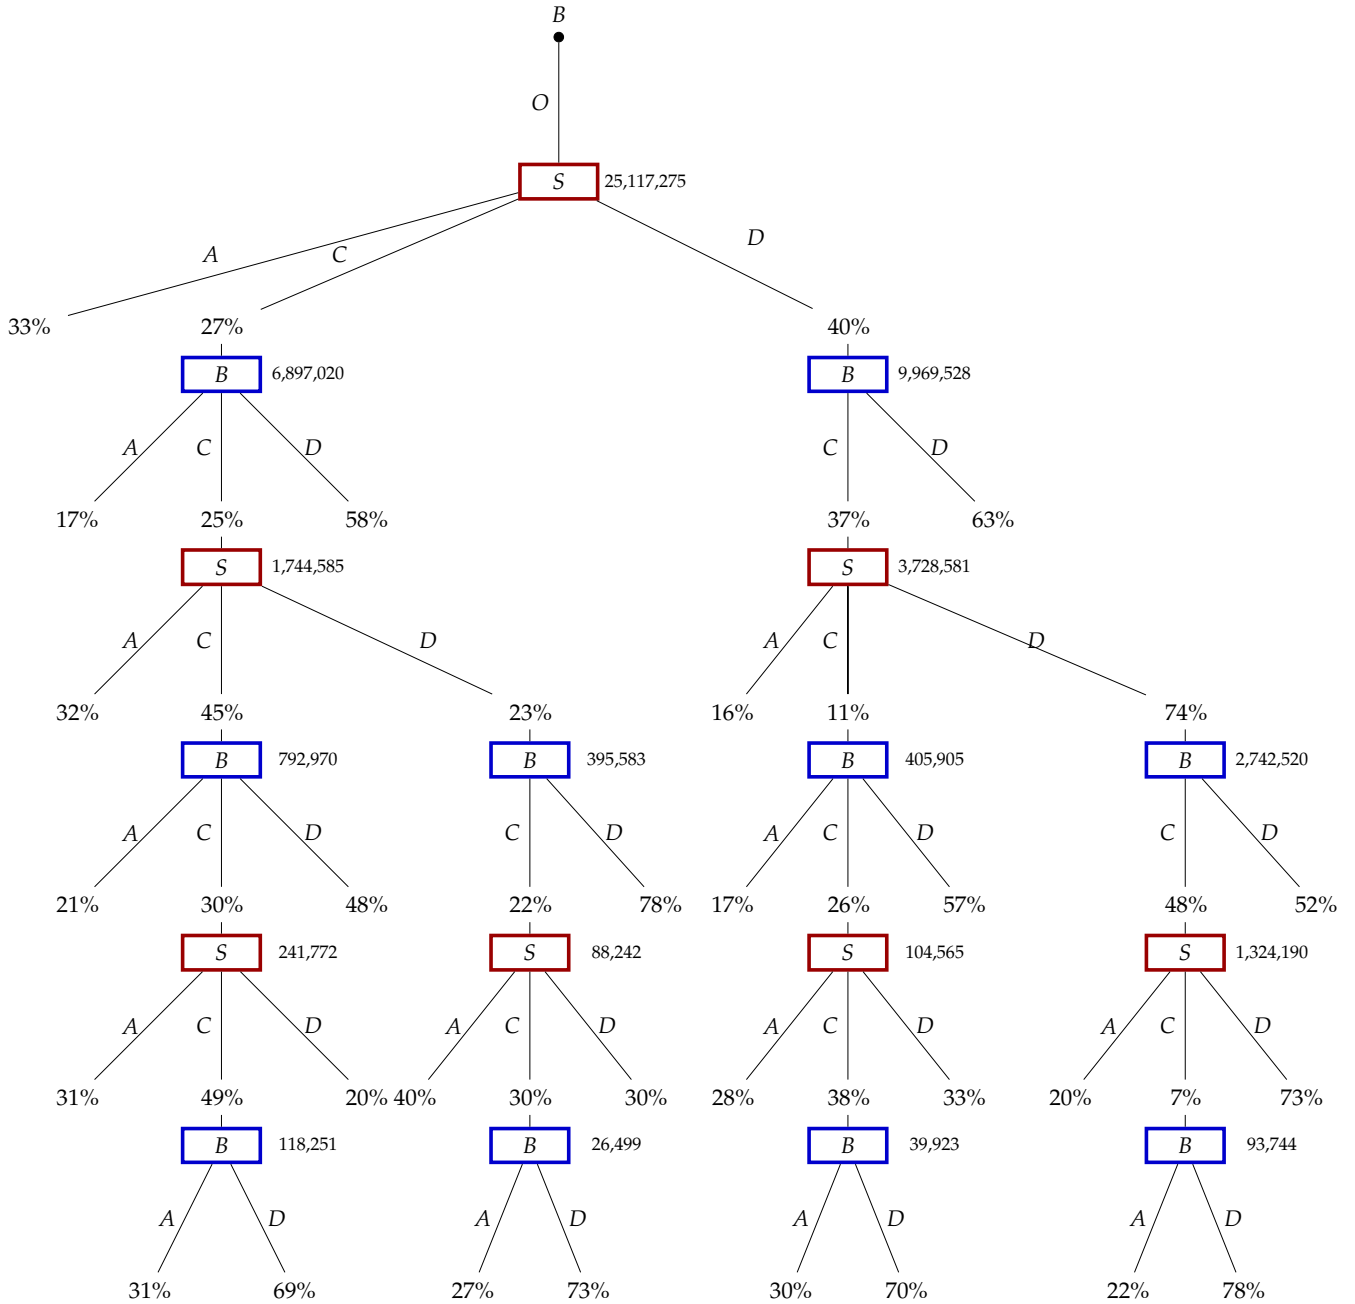 B
O
S 25,117,275
A C D
33% 27% 40%
B 6,897,020 B 9,969,528
A C D C D
17% 25% 58% 37% 63%
S 1,744,585 S 3,728,581
A C D A C D
32% 45% 23% 16% 11% 74%
B 792,970 B 395,583 B 405,905 B 2,742,520
A C D C D A C D C D
21% 30% 48% 22% 78% 17% 26% 57% 48% 52%
S 241,772 S 88,242 S 104,565 S 1,324,190
A C D A C D A C D A C D
31% 49% 20% 40% 30% 30% 28% 38% 33% 20% 7% 73%
B 118,251 B 26,499 B 39,923 B 93,744
A D A D A D A D
31% 69% 27% 73% 30% 70% 22% 78%